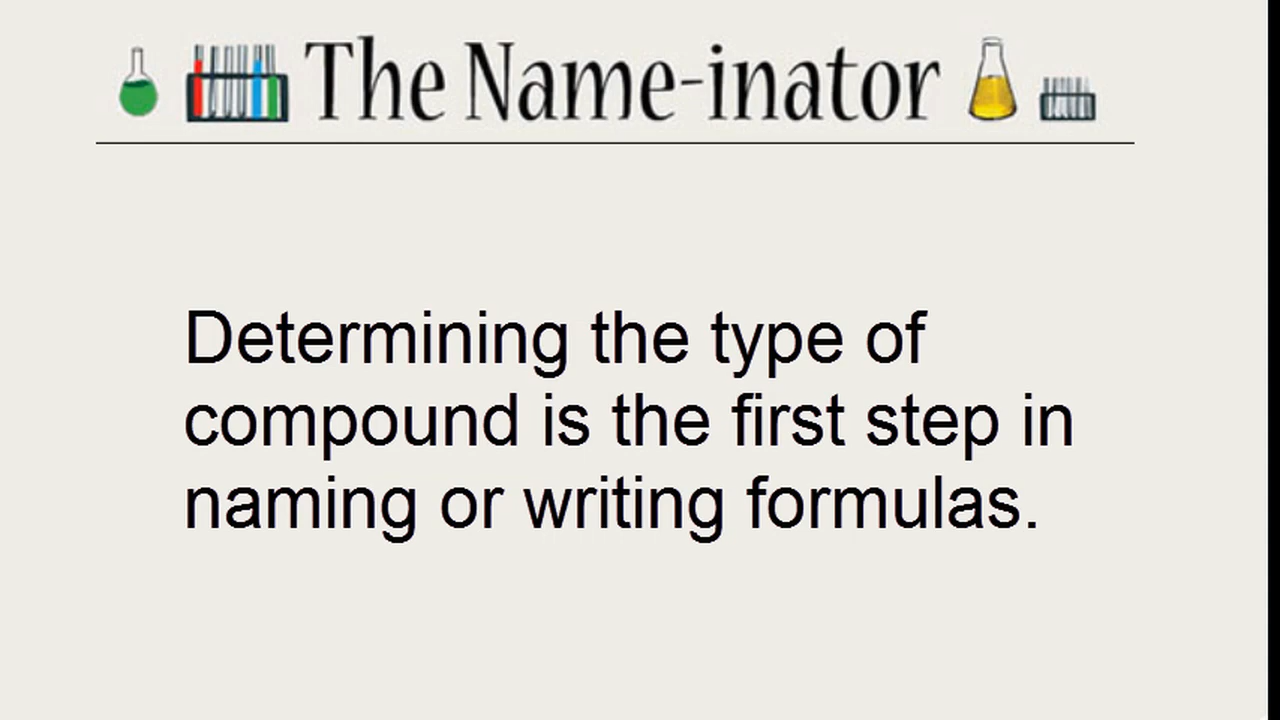 The Name-inator
Determining the type of
compound is the first step in
naming or writing formulas.